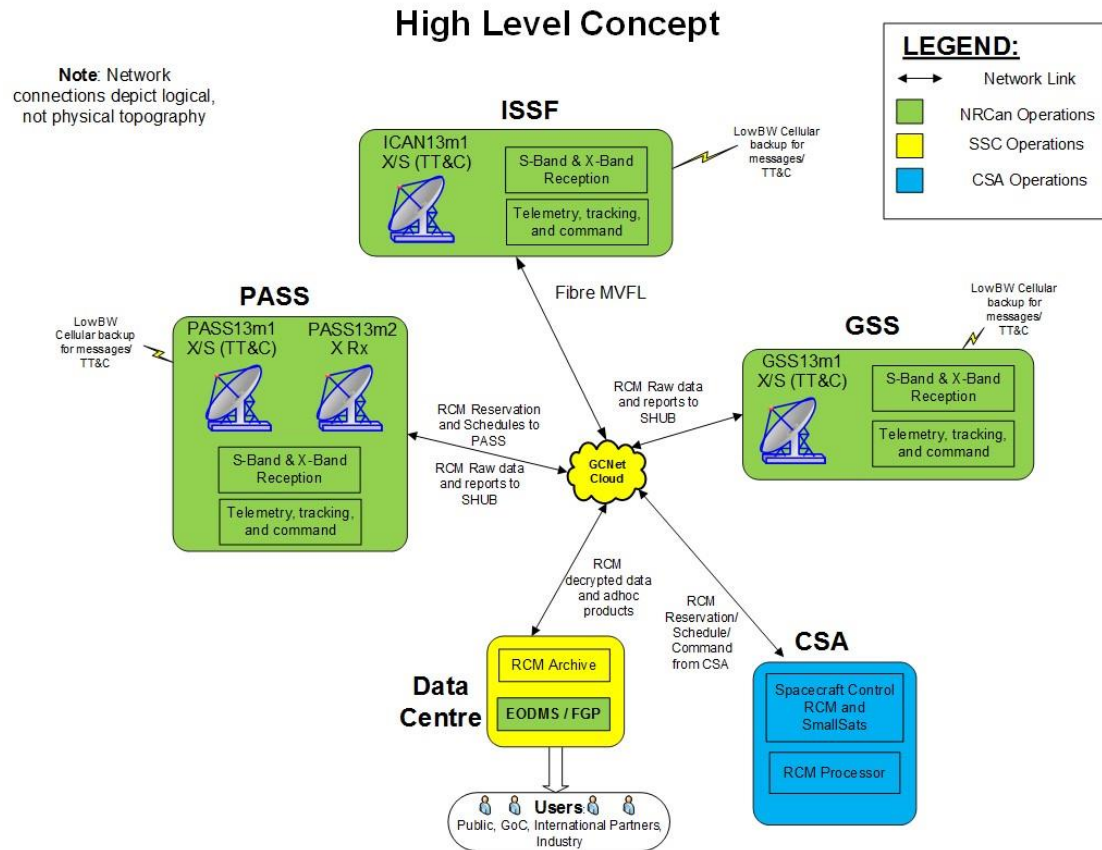 High Level Concept
Note: Network
connections depict logical,
not physical topography
LEGEND:
Network Link
NRCan Operations
SSC Operations
CSA Operations
ISSF
ICAN13m1
X/S (TT&C)
S-Band & X-Band
Reception
Telemetry, tracking,
and command
LowBW Cellular
backup for
messages/
TT&C
Fibre MVFL
PASS
LowBW
Cellular backup
for messages/
TT&C
PASS13m1
X/S (TT&C)
PASS13m2
X Rx
S-Band & X-Band
Reception
Telemetry, tracking,
and command
RCM Reservation
and Schedules to
PASS
RCM Raw data
and reports to
SHUB
GCNet
Cloud
RCM Raw data
and reports to
SHUB
GSS
LowBW Cellular
backup for
messages/
TT&C
GSS13m1
X/S (TT&C)
S-Band & X-Band
Reception
Telemetry, tracking,
and command
RCM
decrypted data
and adhoc
products
RCM
Reservation/
Schedule/
Command
from CSA
Data
Centre
RCM Archive
EODMS / FGP
CSA
Spacecraft Control
RCM and
SmallSats
RCM Processor
Users:
Public, GoC, International Partners,
Industry